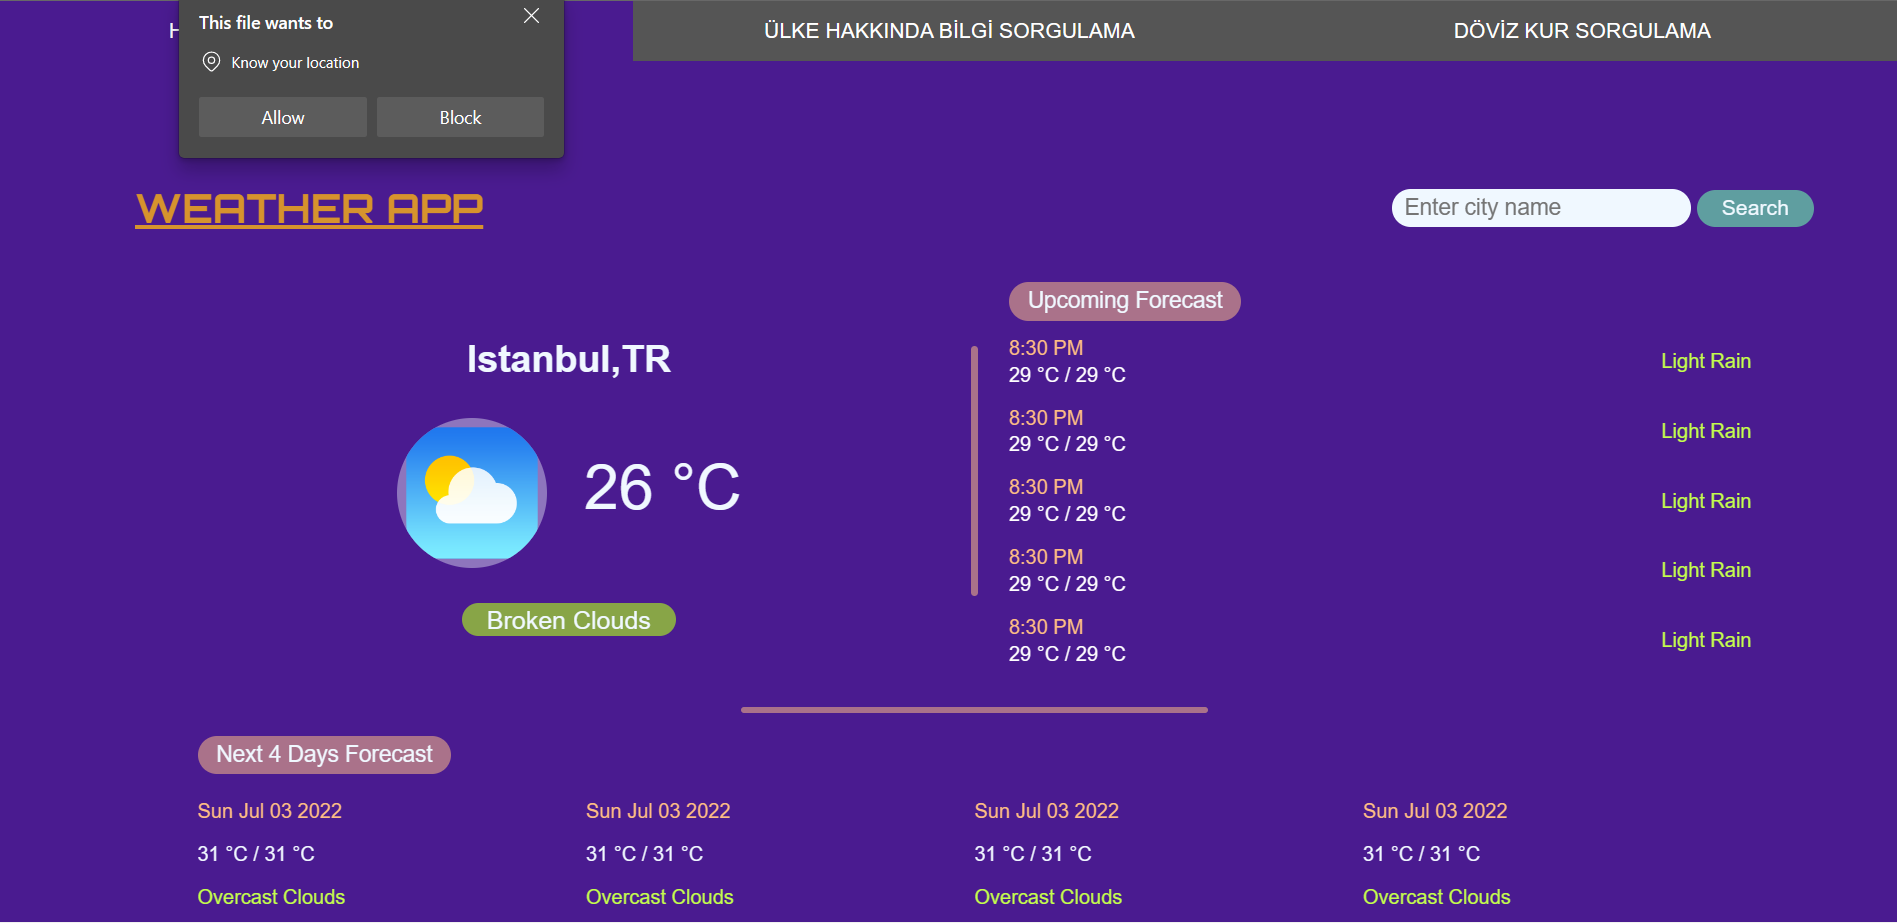 This file wants to
Know your location
Allow
Block
ÜLKE HAKKINDA BİLGİ SORGULAMA
DÖVİZ KUR SORGULAMA
WEATHER APP
Enter city name
Search
Istanbul,TR
26 °C
Broken Clouds
Upcoming Forecast
8:30 PM
29 °C / 29 °C
Light Rain
8:30 PM
29 °C / 29 °C
Light Rain
8:30 PM
29 °C / 29 °C
Light Rain
8:30 PM
29 °C / 29 °C
Light Rain
8:30 PM
29 °C / 29 °C
Light Rain
Next 4 Days Forecast
Sun Jul 03 2022
31 °C / 31 °C
Overcast Clouds
Sun Jul 03 2022
31 °C / 31 °C
Overcast Clouds
Sun Jul 03 2022
31 °C / 31 °C
Overcast Clouds
Sun Jul 03 2022
31 °C / 31 °C
Overcast Clouds